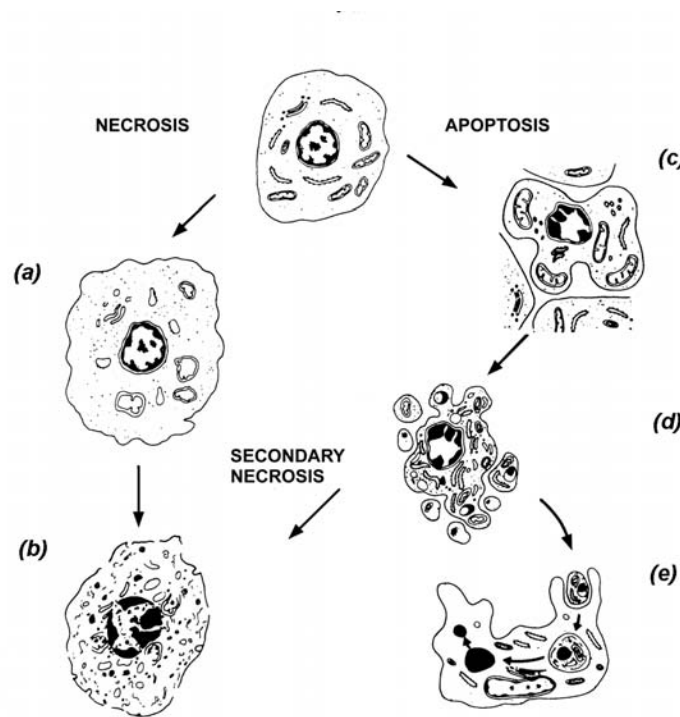 NECROSIS
APOPTOSIS
(c)
(a)
(d)
SECONDARY
NECROSIS
(b)
(e)